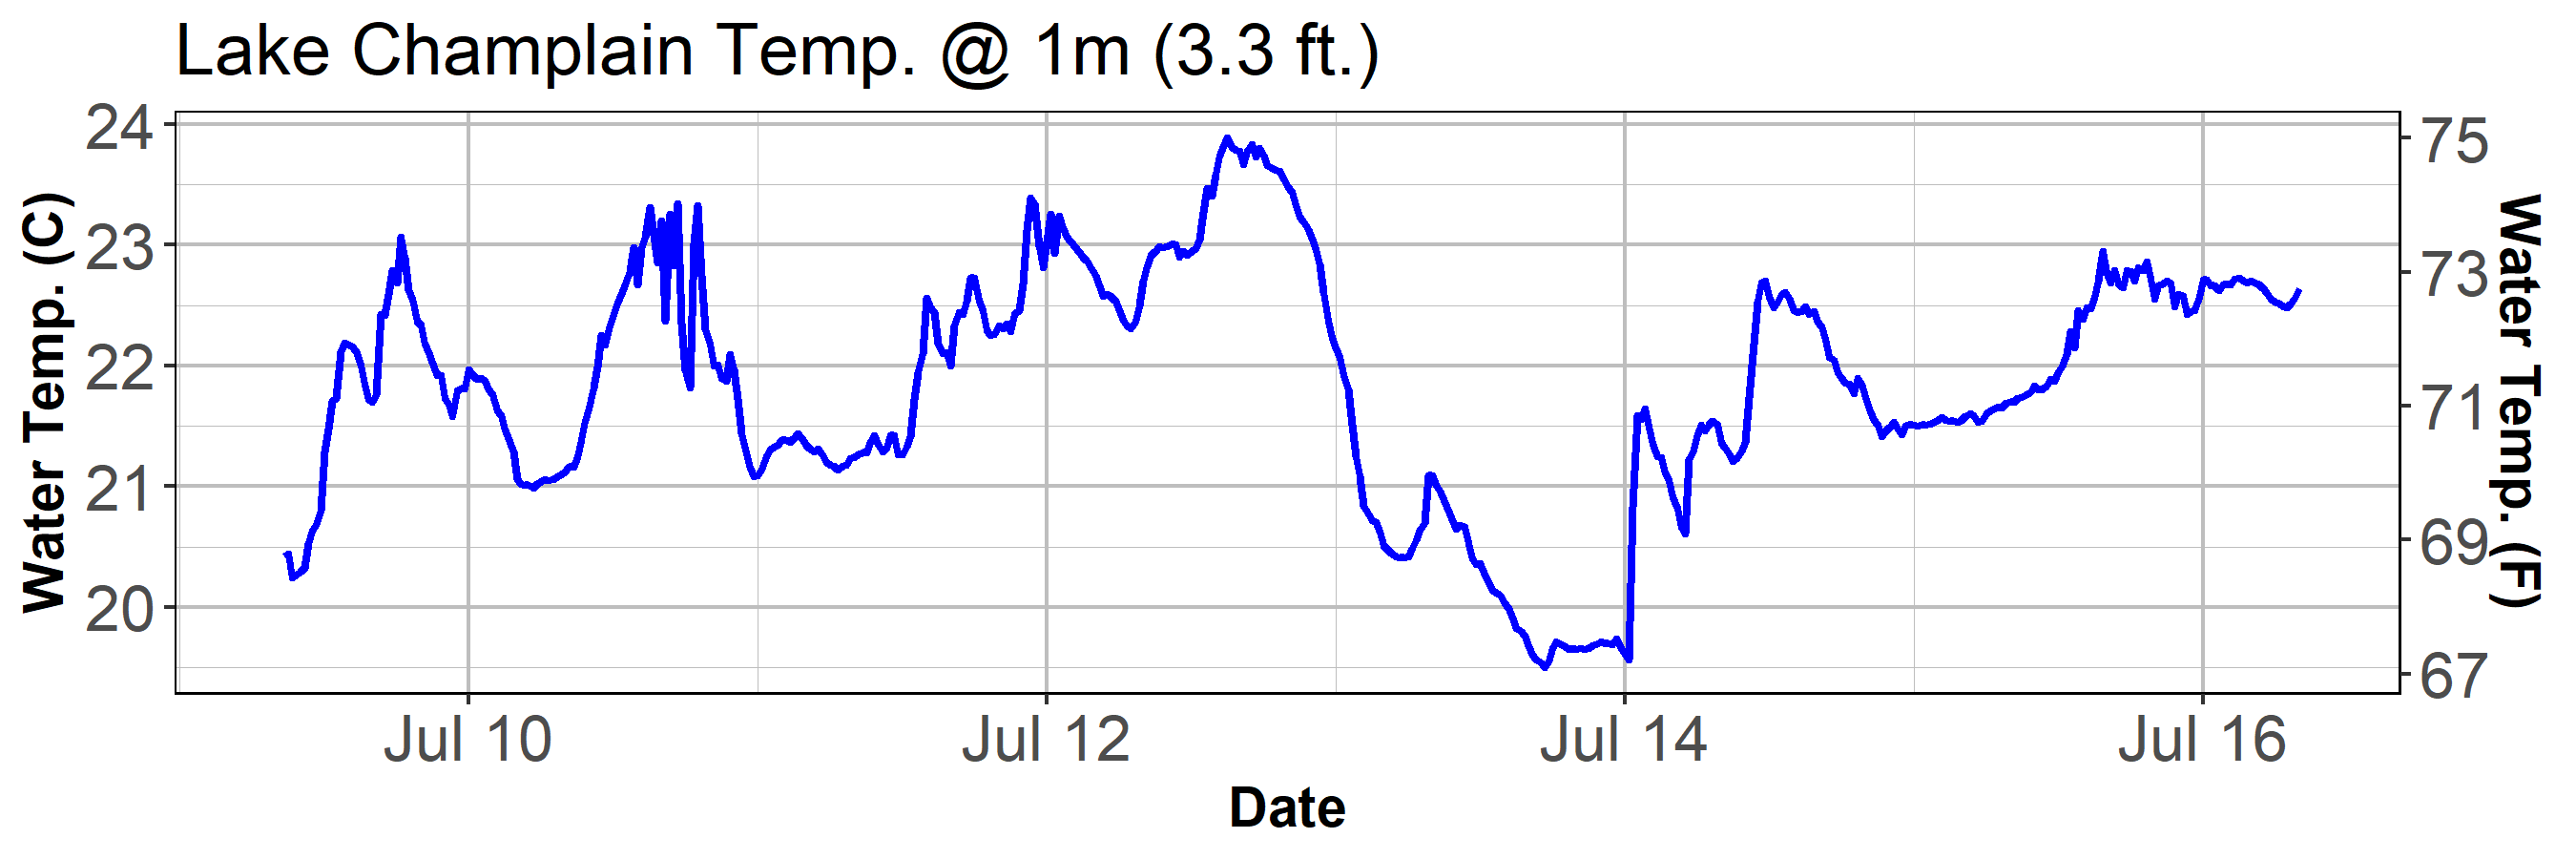 Lake Champlain Temp. @ 1m (3.3 ft.)
Water Temp. (C)
24
23
22
21
20
75
73
71
69
67
Water Temp. (F)
Jul 10 Jul 12 Jul 14 Jul 16
Date